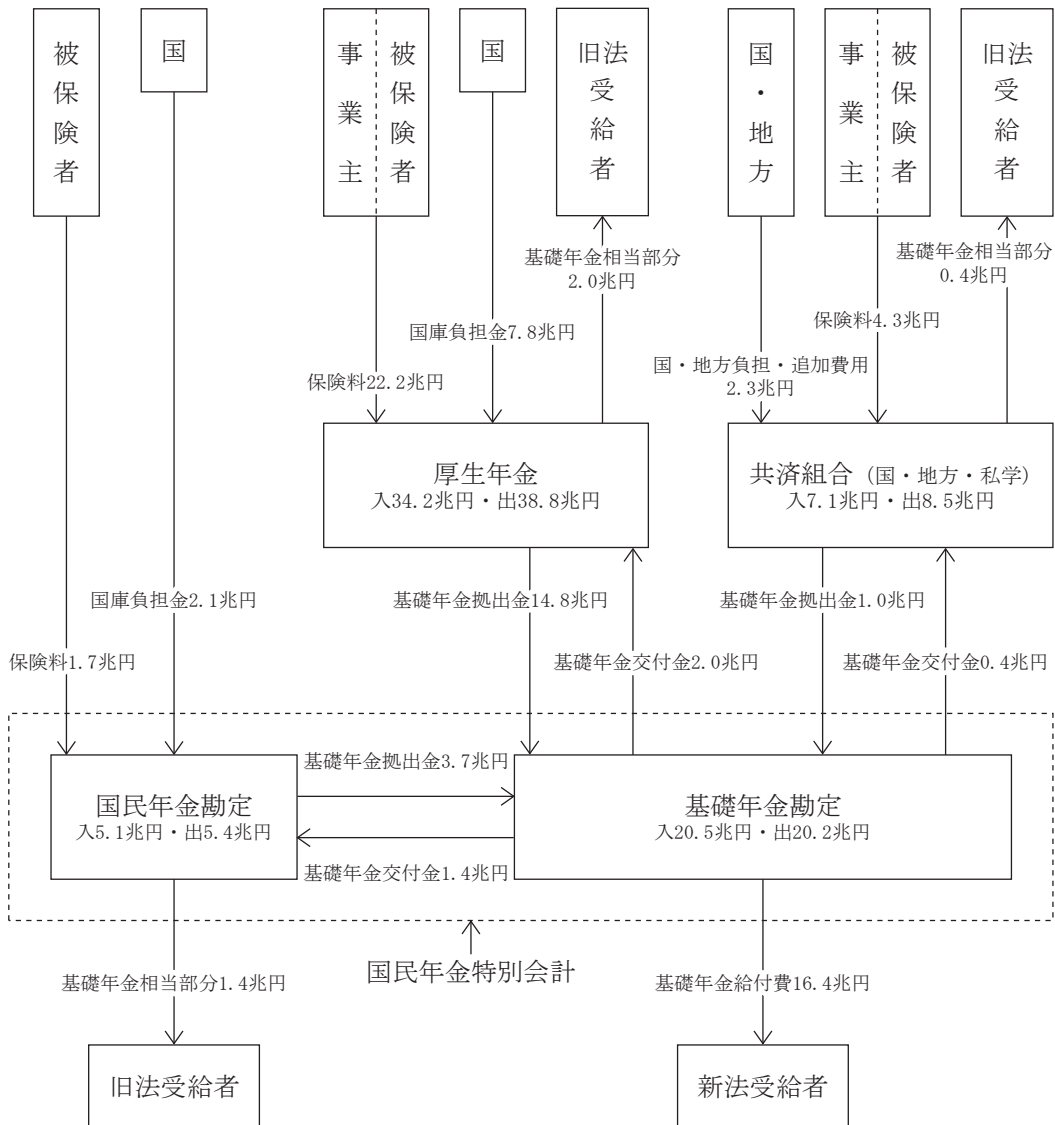 被保険者
国
事業主
被保険者
国
旧法受給者
国・地方
事業主
被保険者
旧法受給者
基礎年金相当部分
2.0兆円
基礎年金相当部分
0.4兆円
国庫負担金7.8兆円
保険料4.3兆円
保険料22.2兆円
国・地方負担・追加費用
2.3兆円
厚生年金
入34.2兆円・出38.8兆円
共済組合（国・地方・私学）
入7.1兆円・出8.5兆円
国庫負担金2.1兆円
基礎年金拠出金14.8兆円
基礎年金拠出金1.0兆円
保険料1.7兆円
基礎年金交付金2.0兆円
基礎年金交付金0.4兆円
国民年金勘定
入5.1兆円・出5.4兆円
基礎年金拠出金3.7兆円
基礎年金交付金1.4兆円
基礎年金勘定
入20.5兆円・出20.2兆円
国民年金特別会計
基礎年金相当部分1.4兆円
基礎年金給付費16.4兆円
旧法受給者
新法受給者